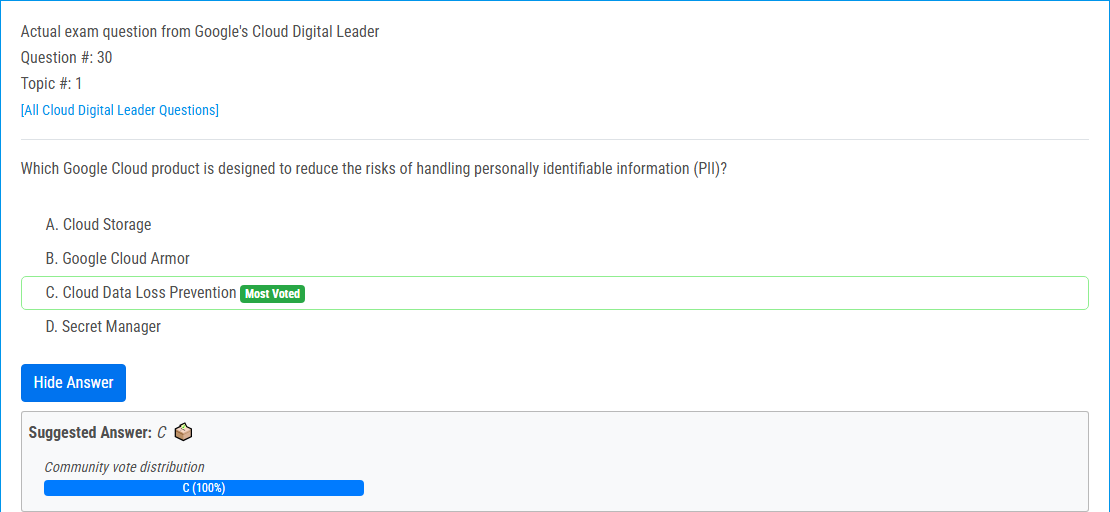 Actual exam question from Google's Cloud Digital Leader
Question #: 30
Topic #: 1
[All Cloud Digital Leader Questions]
Which Google Cloud product is designed to reduce the risks of handling personally identifiable information (PII)?
A. Cloud Storage
B. Google Cloud Armor
C. Cloud Data Loss Prevention Most Voted
D. Secret Manager
Hide Answer
Suggested Answer: C
Community vote distribution
C (100%)